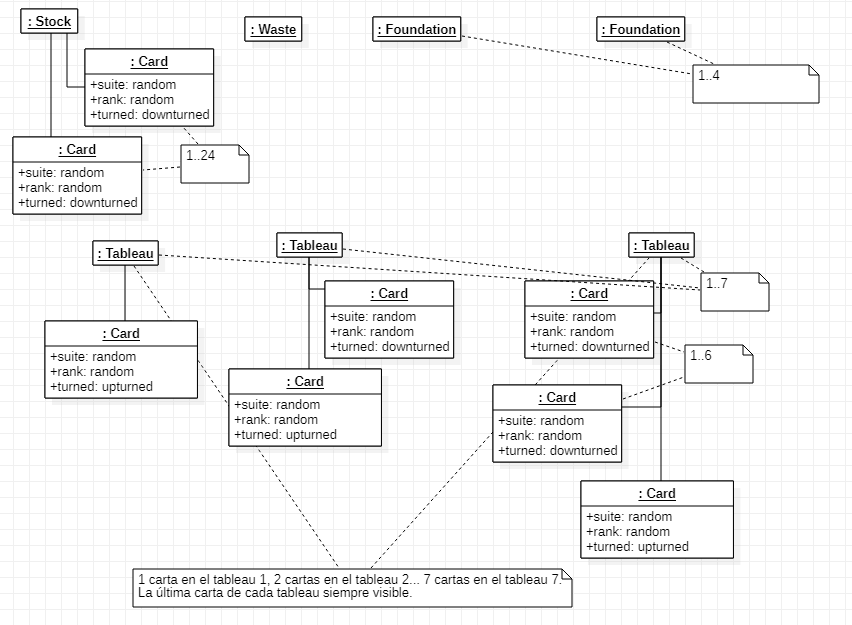 : Stock
: Waste
: Foundation
: Foundation
: Card
+suite: random
+rank: random
+turned: downturned
1..4
: Card
+suite: random
+rank: random
+turned: downturned
1..24
: Tableau
: Tableau
: Tableau
1..7
: Card
+suite: random
+rank: random
+turned: upturned
: Card
+suite: random
+rank: random
+turned: downturned
: Card
+suite: random
+rank: random
+turned: downturned
1..6
: Card
+suite: random
+rank: random
+turned: upturned
: Card
+suite: random
+rank: random
+turned: downturned
: Card
+suite: random
+rank: random
+turned: upturned
1 carta en el tableau 1, 2 cartas en el tableau 2... 7 cartas en el tableau 7.
La última carta de cada tableau siempre visible.